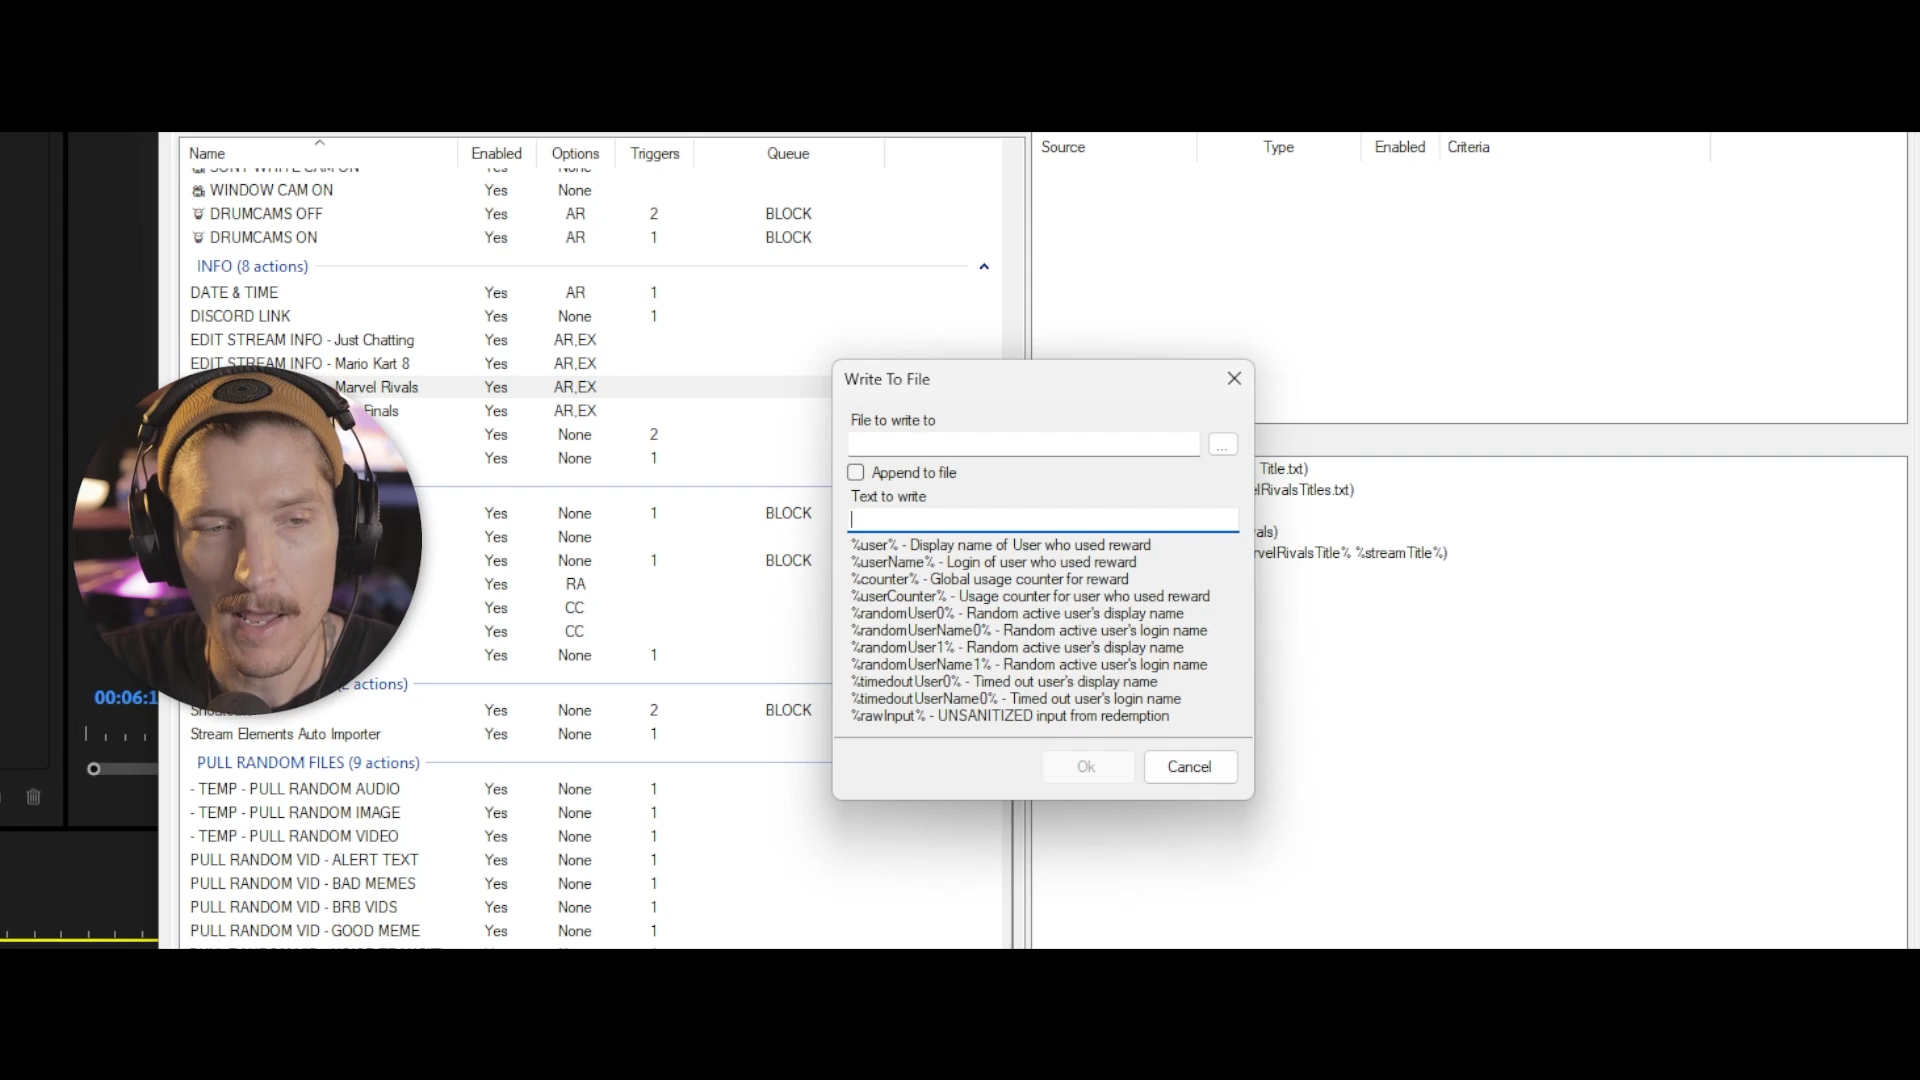 Name Enabled Options Triggers Queue
WINDOW CAM ON Yes None
DRUMCAMS OFF Yes AR 2 BLOCK
DRUMCAMS ON Yes AR 1 BLOCK
INFO (8 actions)
DATE & TIME Yes AR 1
DISCORD LINK Yes None 1
EDIT STREAM INFO - Just Chatting Yes AR,EX
EDIT STREAM INFO - Mario Kart 8 Yes AR,EX
Marvel Rivals Yes AR,EX
Finals Yes AR,EX
Yes None 2
Yes None 1
Yes None 1 BLOCK
Yes None
Yes None 1 BLOCK
Yes RA
Yes CC
Yes CC
Yes None 1
actions)
Yes None 2 BLOCK
Stream Elements Auto Importer Yes None 1
PULL RANDOM FILES (9 actions)
- TEMP - PULL RANDOM AUDIO Yes None 1
- TEMP - PULL RANDOM IMAGE Yes None 1
- TEMP - PULL RANDOM VIDEO Yes None 1
PULL RANDOM VID - ALERT TEXT Yes None 1
PULL RANDOM VID - BAD MEMES Yes None 1
PULL RANDOM VID - BRB VIDS Yes None 1
PULL RANDOM VID - GOOD MEME Yes None 1
00:06:1
Source Type Enabled Criteria
Title.txt)
elRivalsTitles.txt)
als)
rvelRivalsTitle% %streamTitle%)
Write To File
File to write to
...
Append to file
Text to write
%user% - Display name of User who used reward
%userName% - Login of user who used reward
%counter% - Global usage counter for reward
%userCounter% - Usage counter for user who used reward
%randomUser0% - Random active user's display name
%randomUserName0% - Random active user's login name
%randomUser1% - Random active user's display name
%randomUserName1% - Random active user's login name
%timedoutUser0% - Timed out user's display name
%timedoutUserName0% - Timed out user's login name
%rawInput% - UNSANITIZED input from redemption
Ok Cancel